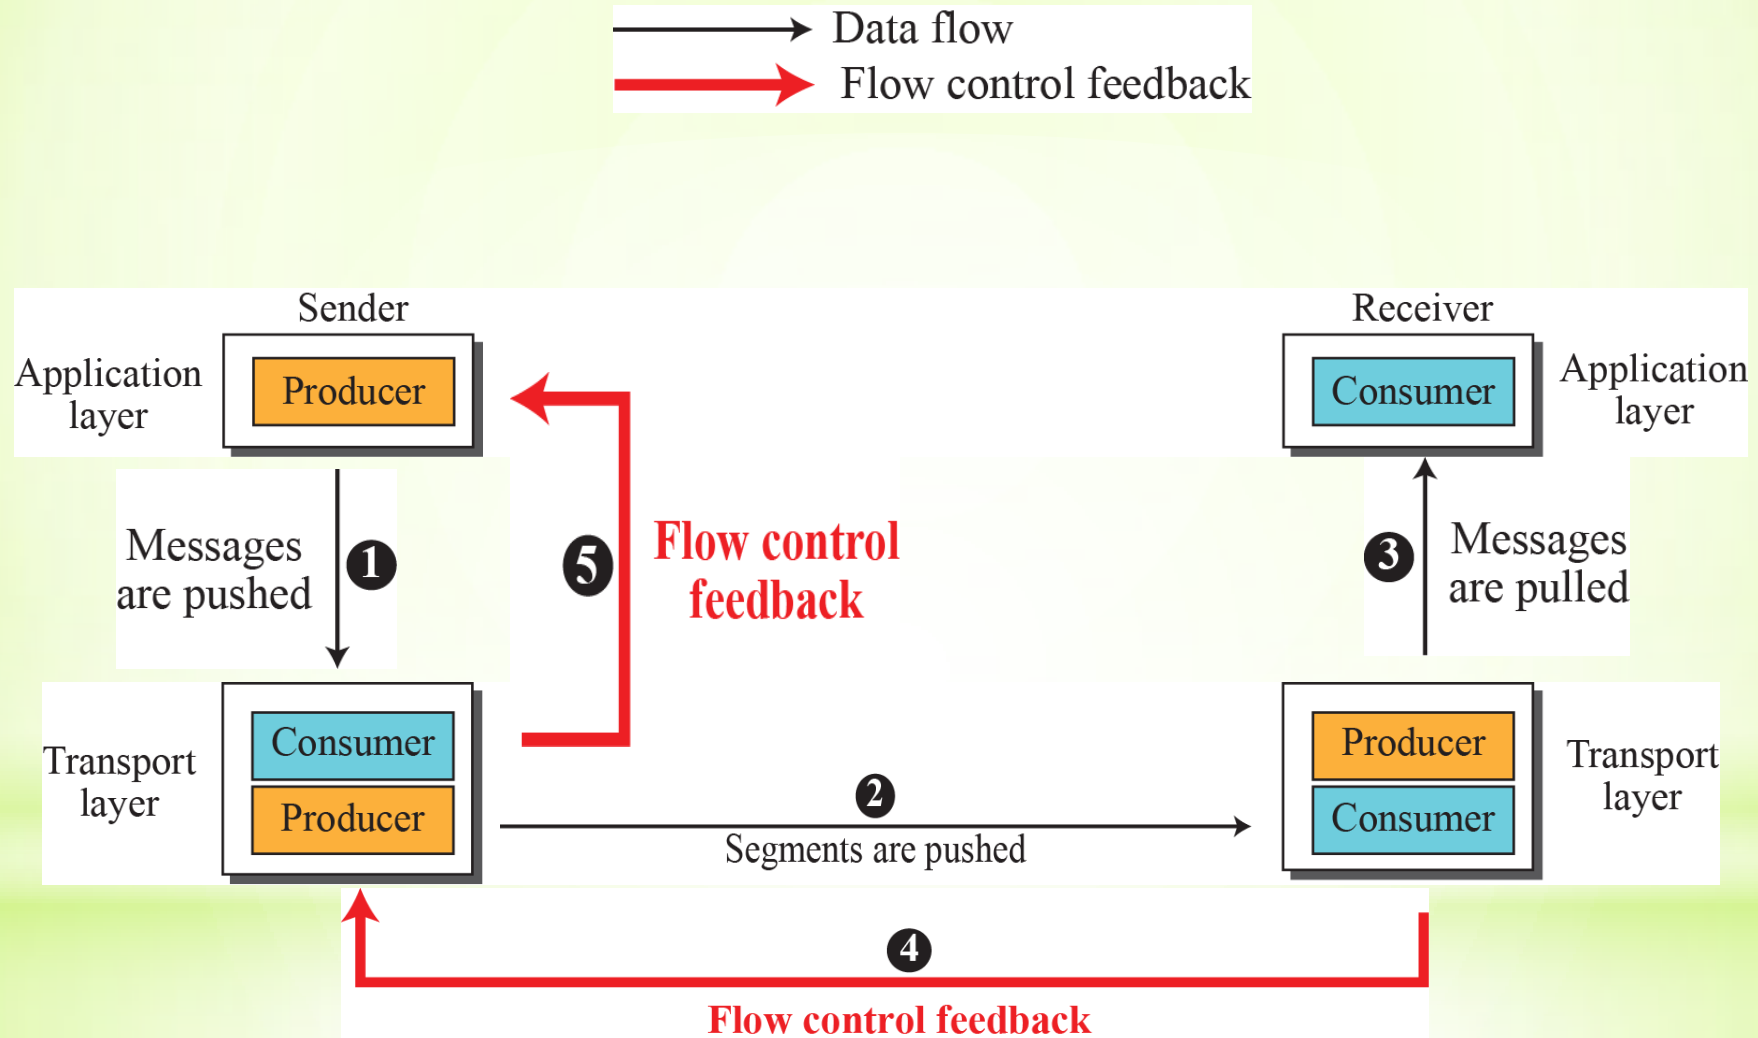 Data flow
Flow control feedback
Sender
Receiver
Application
layer
Producer
Consumer
Application
layer
Messages
are pushed
1
5
Flow control
feedback
3
Messages
are pulled
Transport
layer
Consumer
Producer
2
Segments are pushed
Producer
Consumer
Transport
layer
4
Flow control feedback